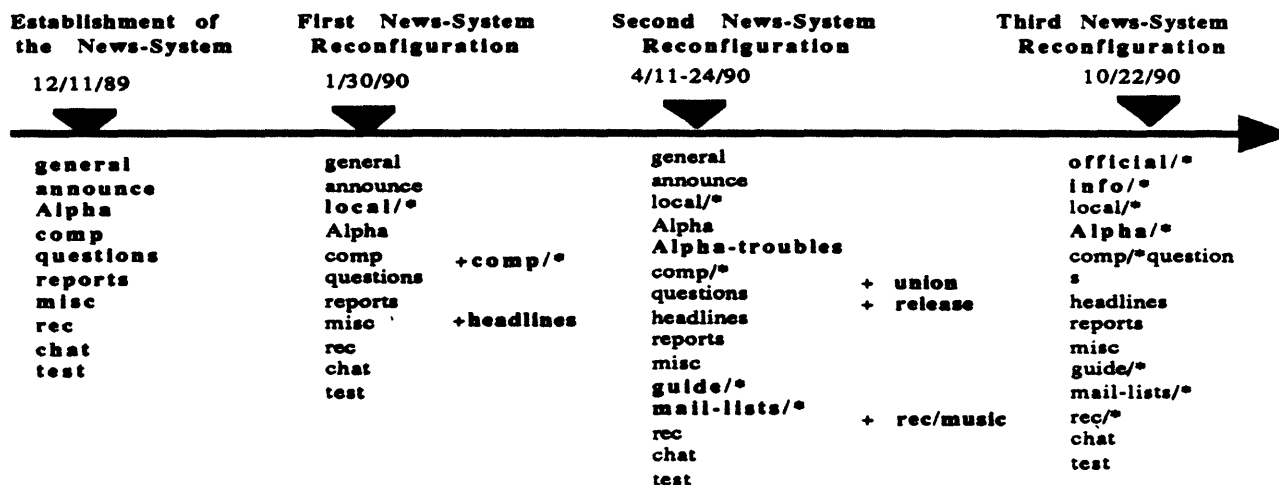 Establishment of
the News-System
12/11/89
general
announce
Alpha
comp
questions
reports
misc
rec
chat
test
First News-System
Reconfiguration
1/30/90
general
announce
local/*
Alpha
comp
questions
reports
misc
rec
chat
test
+comp/*
+headlines
Second News-System
Reconfiguration
4/11-24/90
general
announce
local/*
Alpha
Alpha-troubles
comp/*
questions
headlines
reports
misc
guide/*
mail-lists/*
rec
chat
test
+ union
+ release
+ rec/music
Third News-System
Reconfiguration
10/22/90
official/*
info/*
local/*
Alpha/*
comp/*question
s
headlines
reports
misc
guide/*
mail-lists/*
rec/*
chat
test